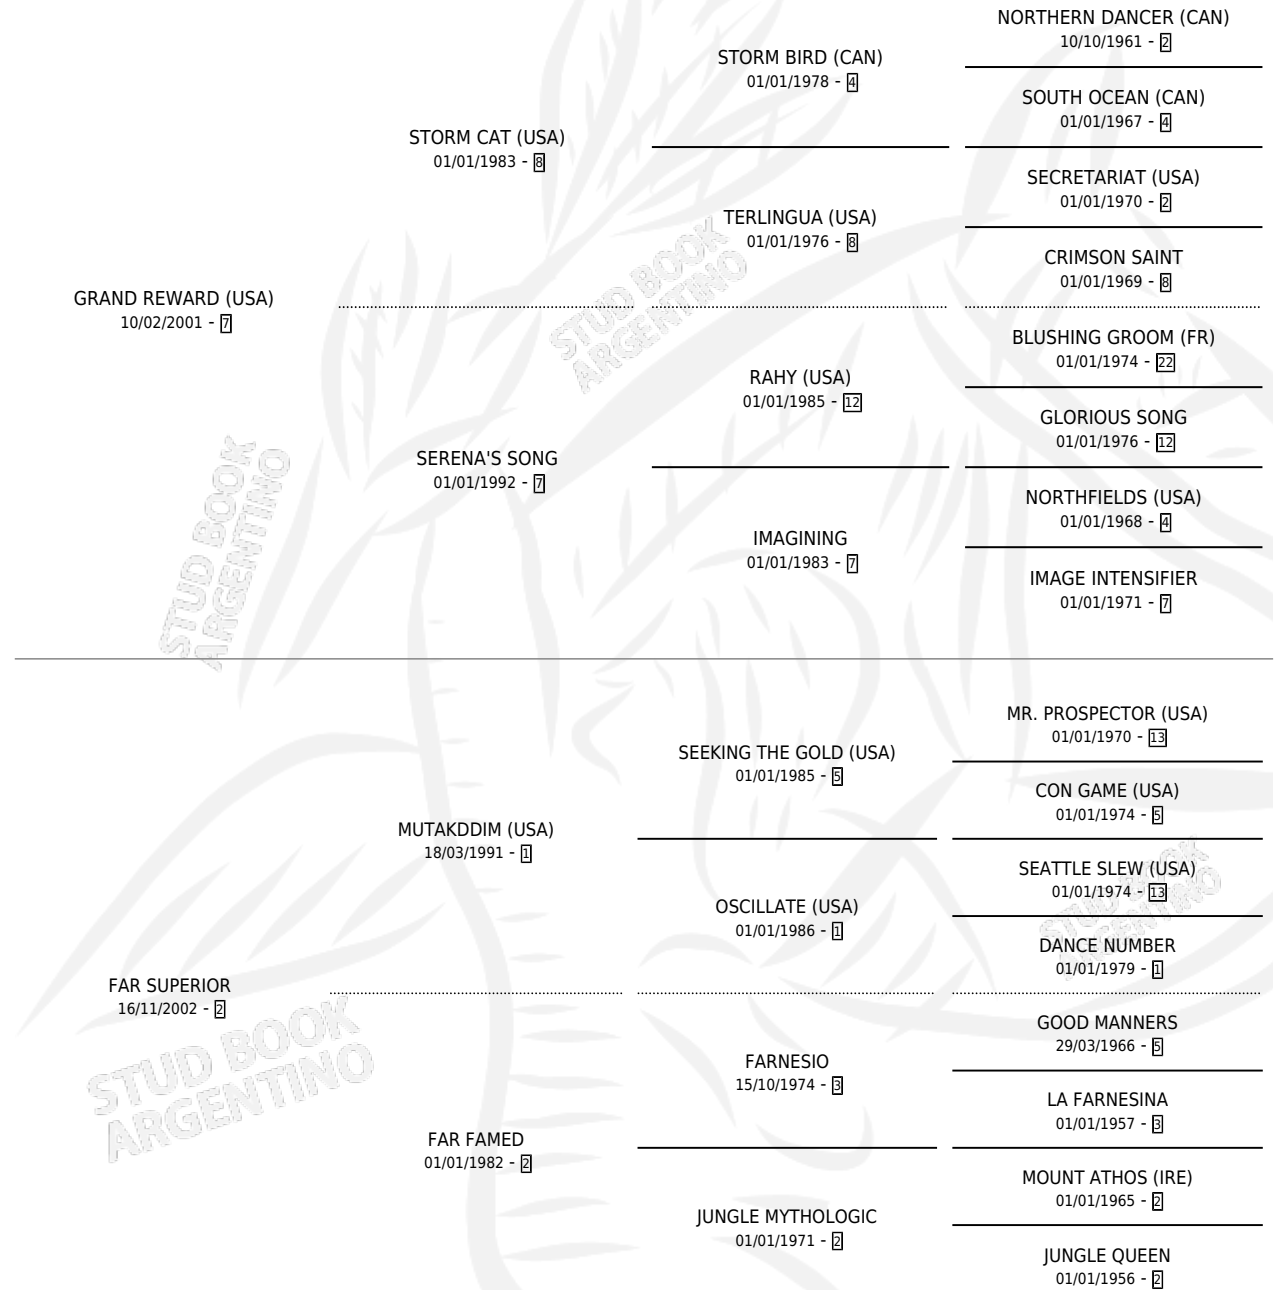 NORTHERN DANCER (CAN)
10/10/1961 - 2
STORM BIRD (CAN)
01/01/1978 - 4
SOUTH OCEAN (CAN)
01/01/1967 - 4
STORM CAT (USA)
01/01/1983 - 8
SECRETARIAT (USA)
01/01/1970 - 2
TERLINGUA (USA)
01/01/1976 - 8
CRIMSON SAINT
01/01/1969 - 8
GRAND REWARD (USA)
10/02/2001 - 7
STUD BOOK
ARGENTINO
BLUSHING GROOM (FR)
01/01/1974 - 22
RAHY (USA)
01/01/1985 - 12
GLORIOUS SONG
01/01/1976 - 12
SERENA'S SONG
01/01/1992 - 7
NORTHFIELDS (USA)
01/01/1968 - 4
IMAGINING
01/01/1983 - 7
IMAGE INTENSIFIER
01/01/1971 - 7
STUD BOOK
ARGENTINO
MR. PROSPECTOR (USA)
01/01/1970 - 13
SEEKING THE GOLD (USA)
01/01/1985 - 5
CON GAME (USA)
01/01/1974 - 5
MUTAKDDIM (USA)
18/03/1991 - 1
SEATTLE SLEW (USA)
01/01/1974 - 13
OSCILLATE (USA)
01/01/1986 - 1
STUD BOOK
ARGENTINO
DANCE NUMBER
01/01/1979 - 1
FAR SUPERIOR
16/11/2002 - 2
STUD BOOK
ARGENTINO
GOOD MANNERS
29/03/1966 - 5
FARNESIO
15/10/1974 - 3
LA FARNESINA
01/01/1957 - 3
FAR FAMED
01/01/1982 - 2
MOUNT ATHOS (IRE)
01/01/1965 - 2
JUNGLE MYTHOLOGIC
01/01/1971 - 2
JUNGLE QUEEN
01/01/1956 - 2